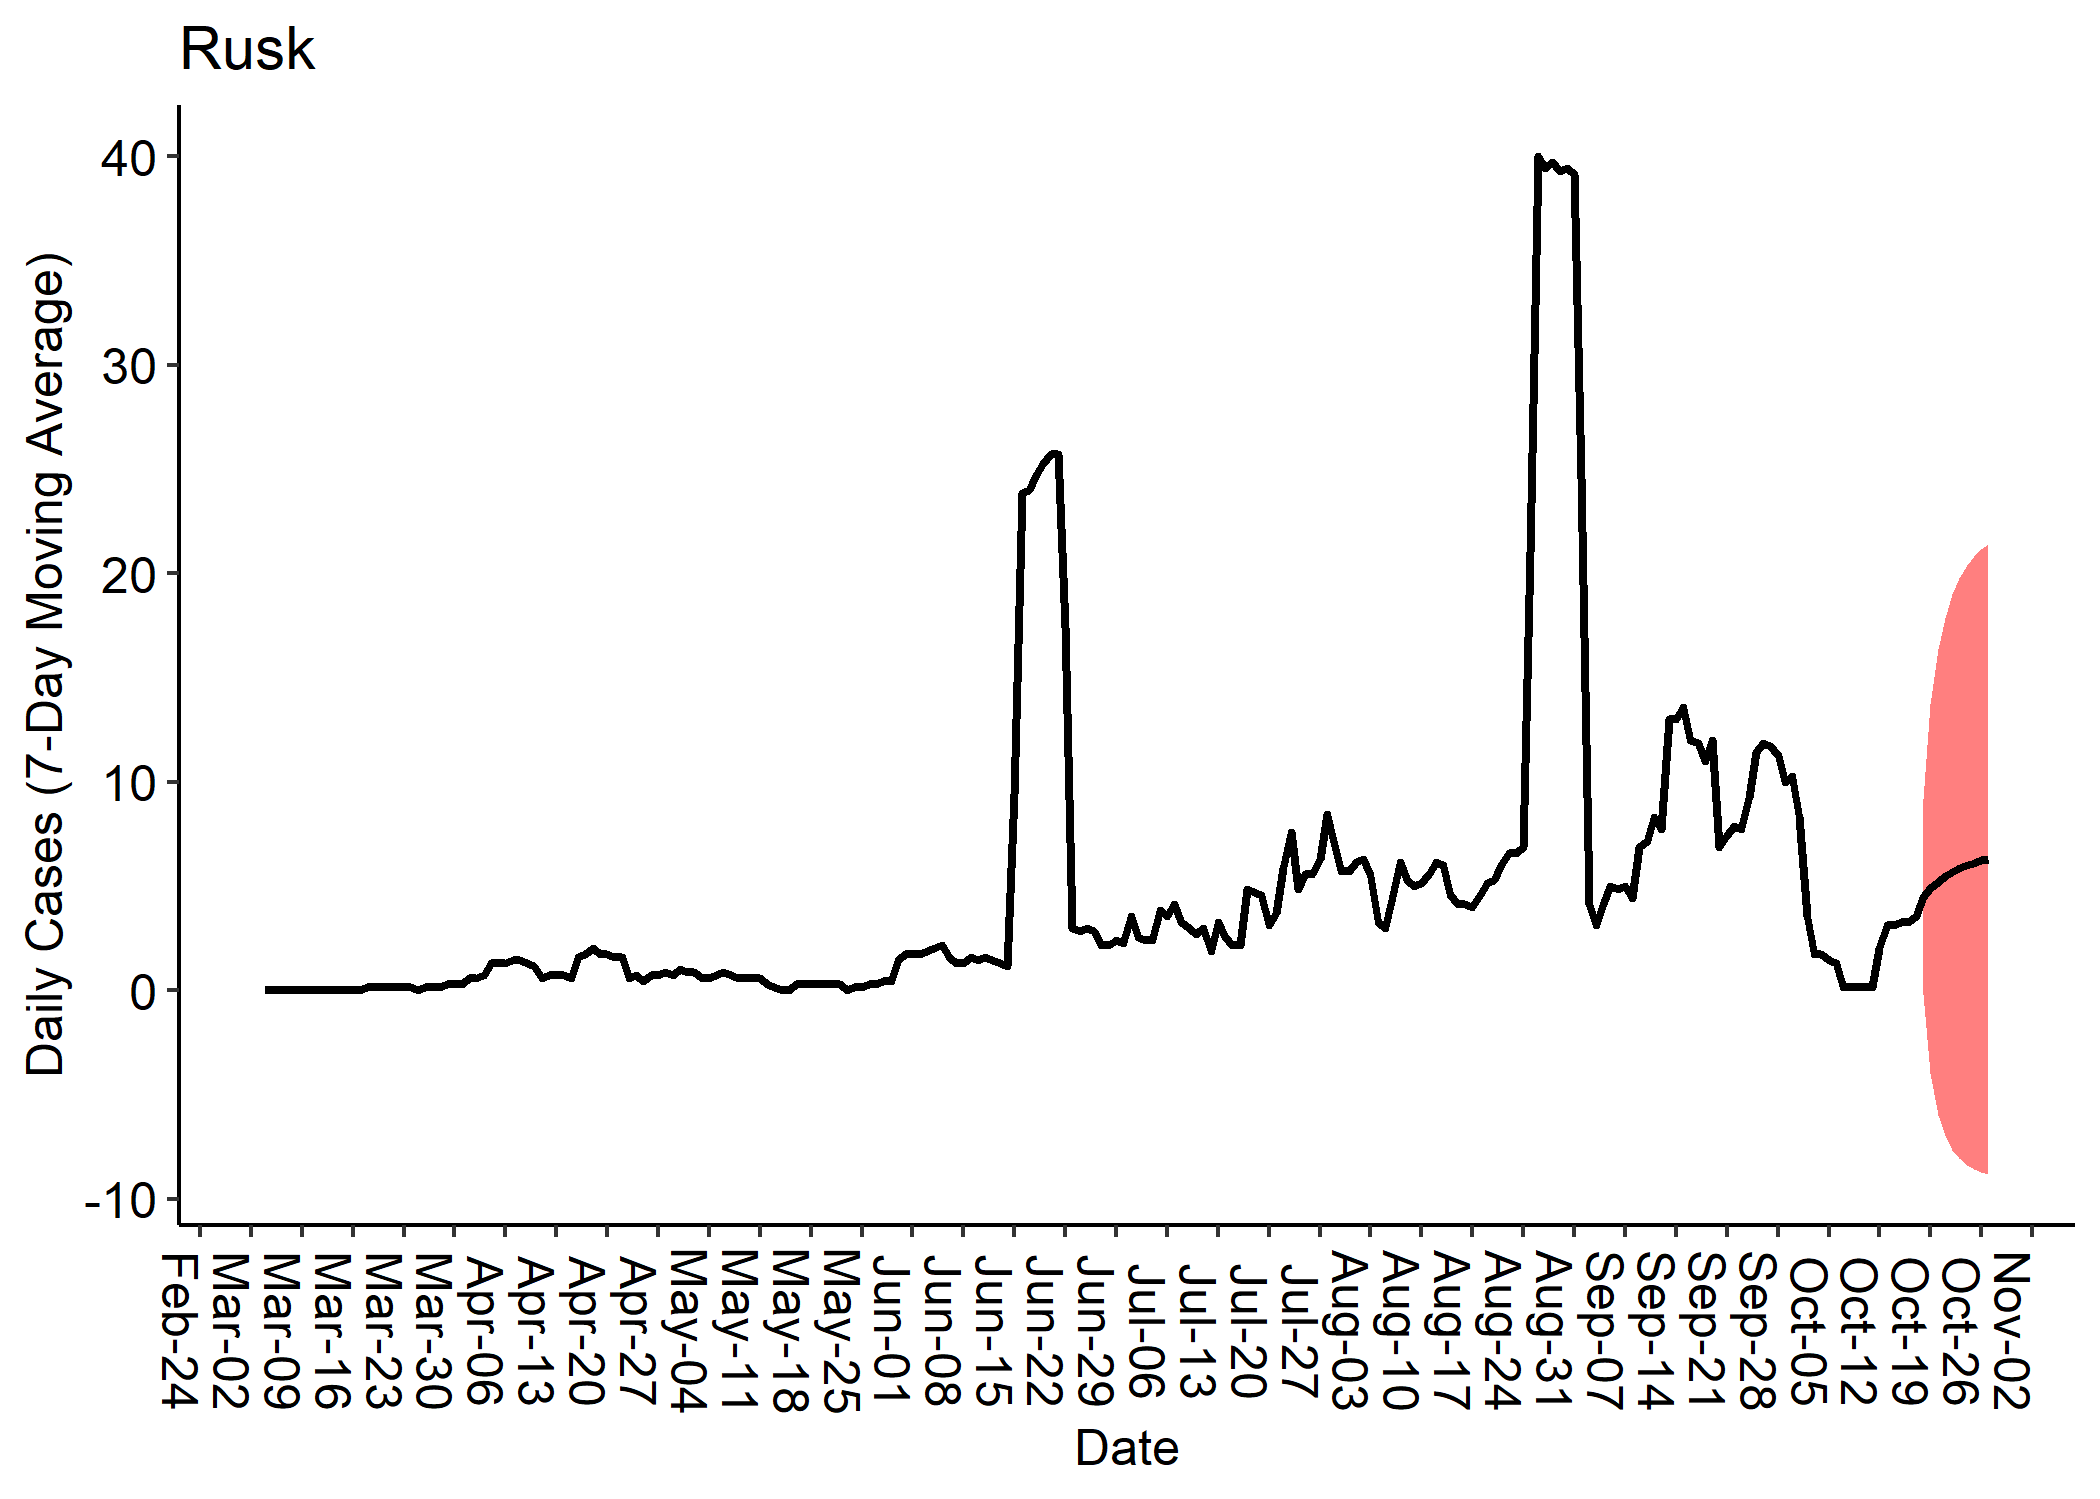 Rusk
Daily Cases (7-Day Moving Average)
40
30
20
10
0
-10
Feb-24
Mar-02
Mar-09
Mar-16
Mar-23
Mar-30
Apr-06
Apr-13
Apr-20
Apr-27
May-04
May-11
May-18
May-25
Jun-01
Jun-08
Jun-15
Jun-22
Jun-29
Jul-06
Jul-13
Jul-20
Jul-27
Aug-03
Aug-10
Aug-17
Aug-24
Aug-31
Sep-07
Sep-14
Sep-21
Sep-28
Oct-05
Oct-12
Oct-19
Oct-26
Nov-02
Date